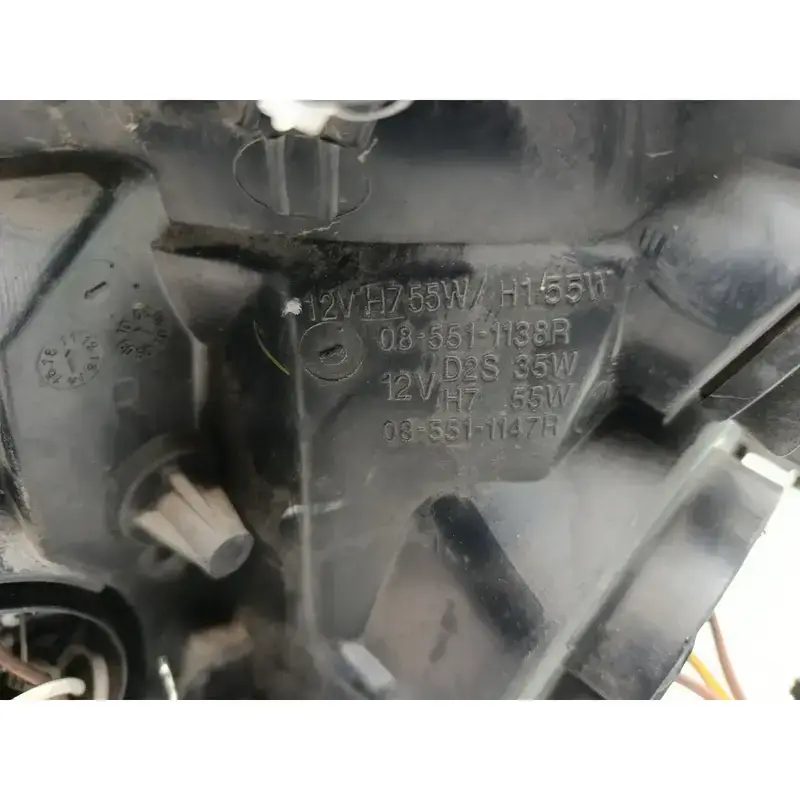 12V H7 55W/ H1/55W
08-551-1138R
12V D2S 35W
H7 55W
08-551-1147R